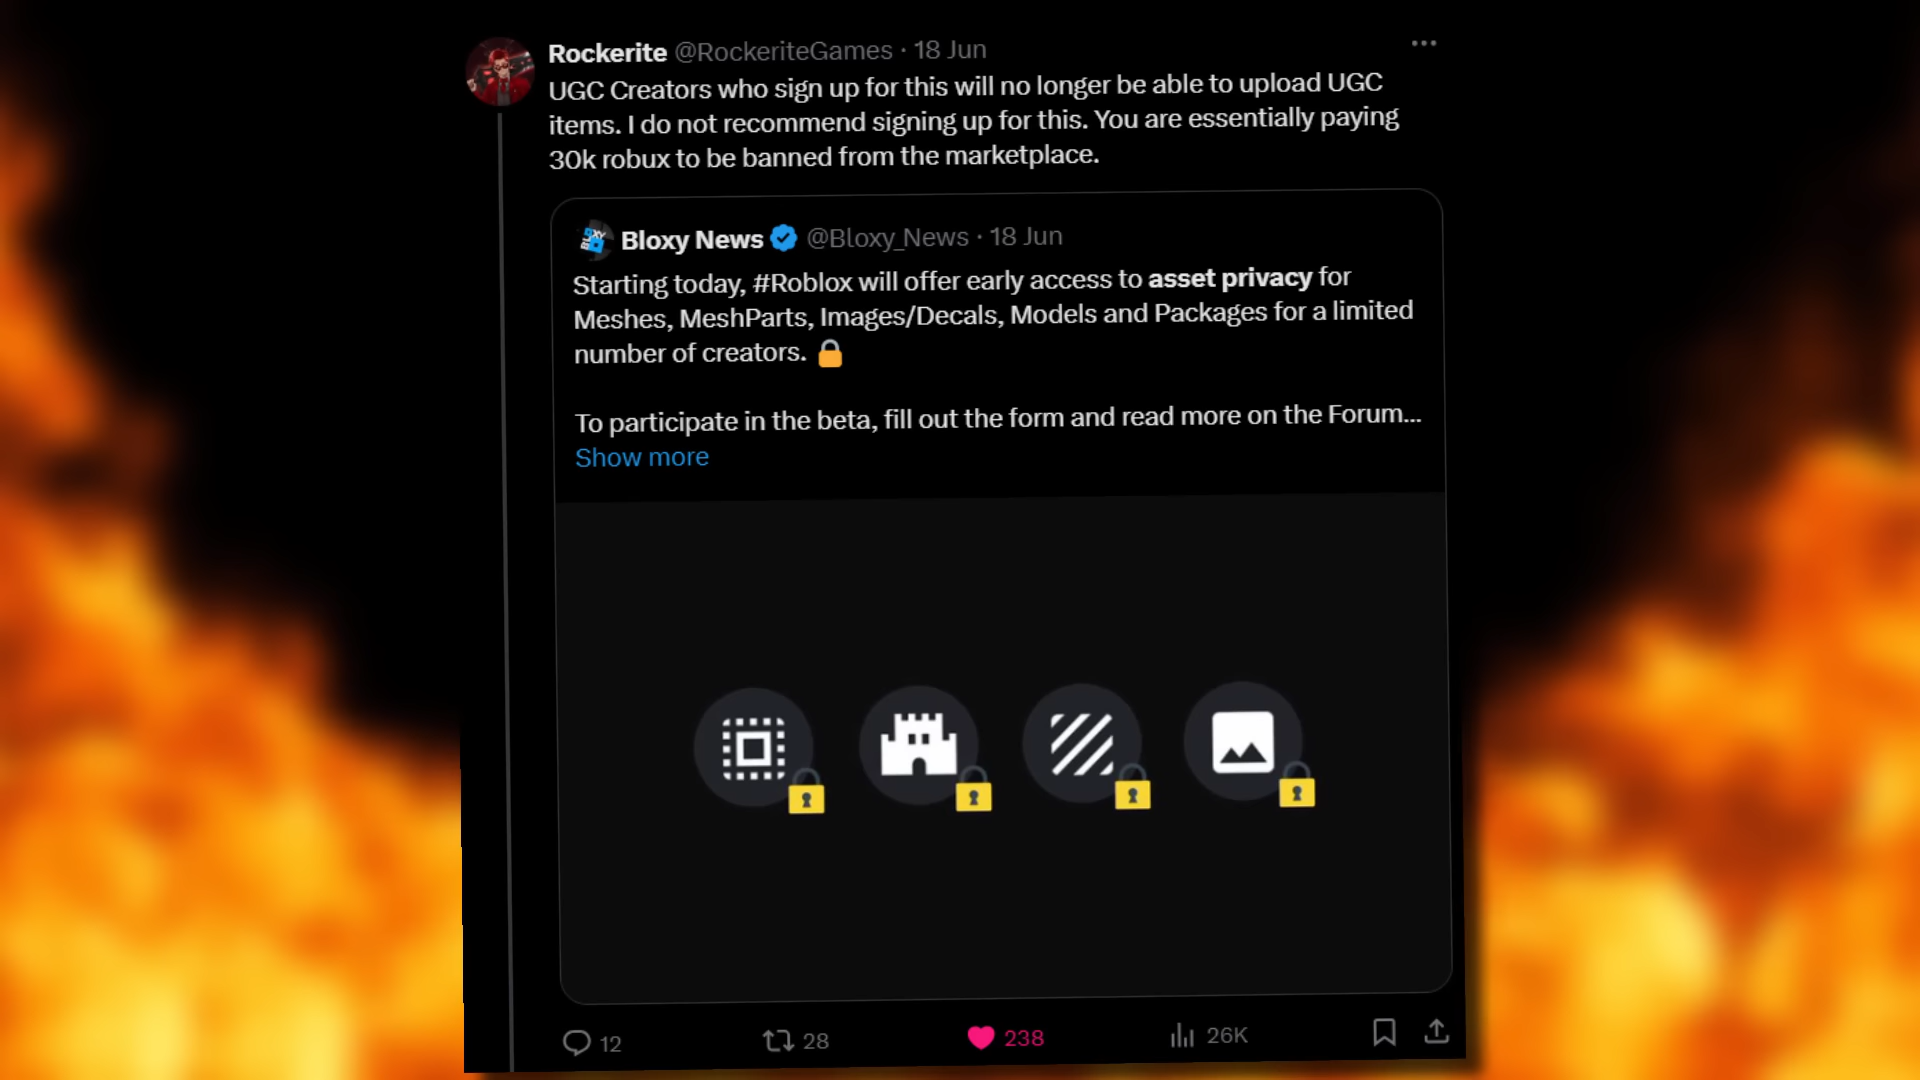 Rockerite @RockeriteGames · 18 Jun
UGC Creators who sign up for this will no longer be able to upload UGC
items. I do not recommend signing up for this. You are essentially paying
30k robux to be banned from the marketplace.
BLOXY
Bloxy News @Bloxy_News · 18 Jun
Starting today, #Roblox will offer early access to asset privacy for
Meshes, MeshParts, Images/Decals, Models and Packages for a limited
number of creators. 🔒
To participate in the beta, fill out the form and read more on the Forum...
Show more
12 28 238 26K